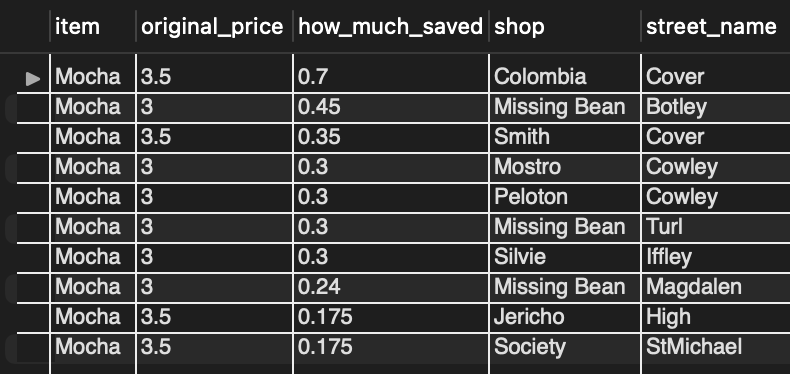 item original_price how_much_saved shop street_name
Mocha 3.5 0.7 Colombia Cover
Mocha 3 0.45 Missing Bean Botley
Mocha 3.5 0.35 Smith Cover
Mocha 3 0.3 Mostro Cowley
Mocha 3 0.3 Peloton Cowley
Mocha 3 0.3 Missing Bean Turl
Mocha 3 0.3 Silvie Iffley
Mocha 3 0.24 Missing Bean Magdalen
Mocha 3.5 0.175 Jericho High
Mocha 3.5 0.175 Society StMichael